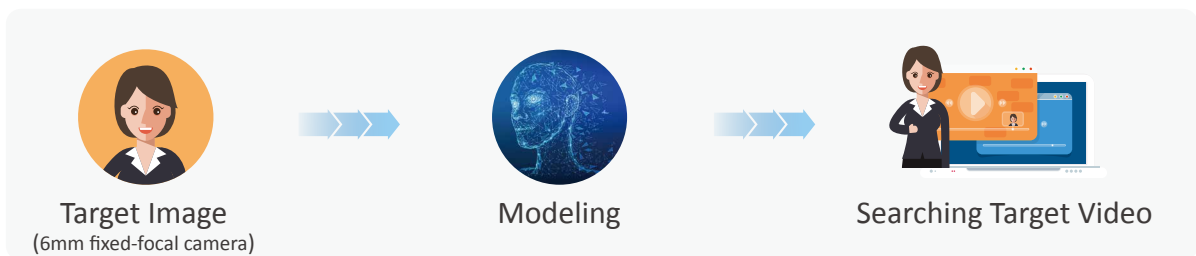 Target Image
(6mm fixed-focal camera)
Modeling
Searching Target Video